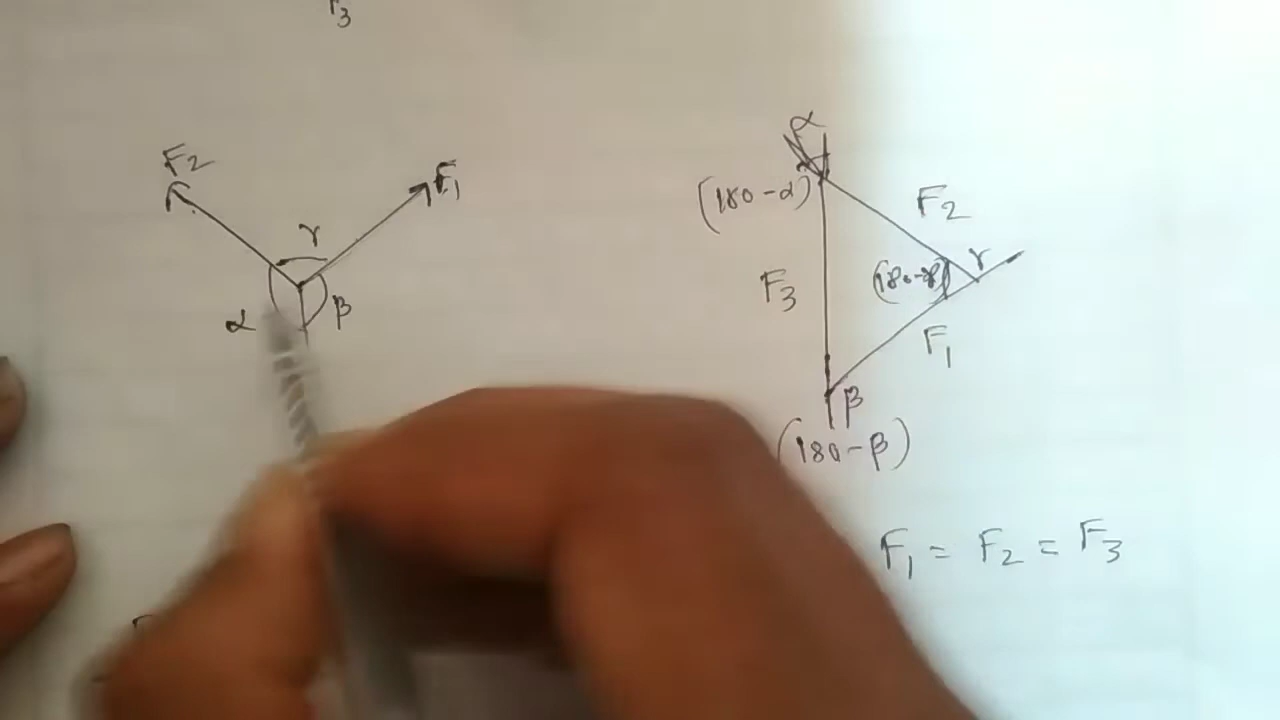 F3
F2 F1
γ
α β
α
(180-α) F2
F3 (180-γ) γ
F1
β
(180-β)
F1 = F2 = F3